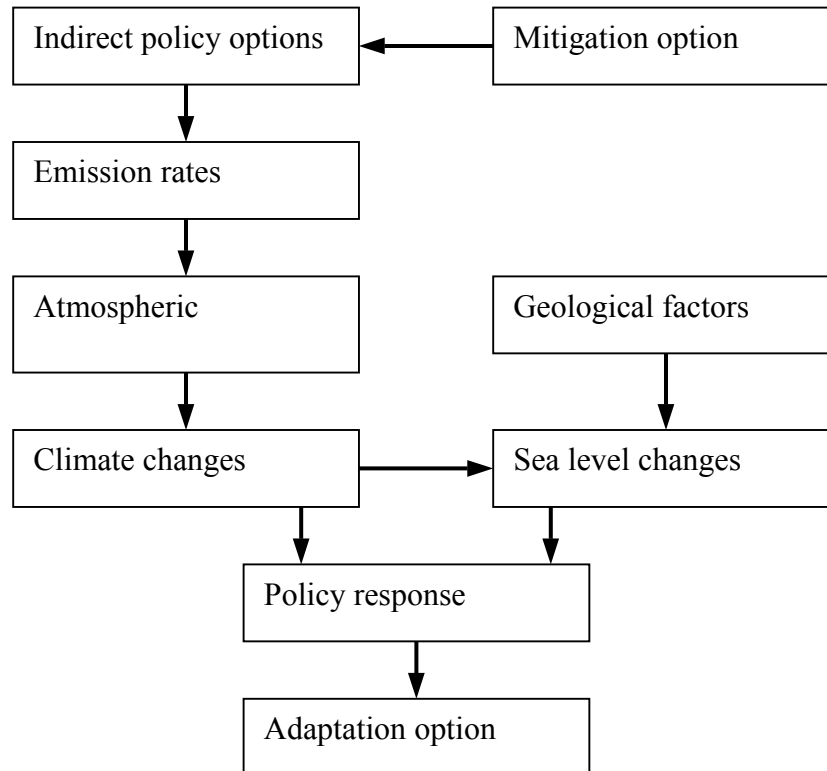 Indirect policy options
Mitigation option
Emission rates
Atmospheric
Geological factors
Climate changes
Sea level changes
Policy response
Adaptation option